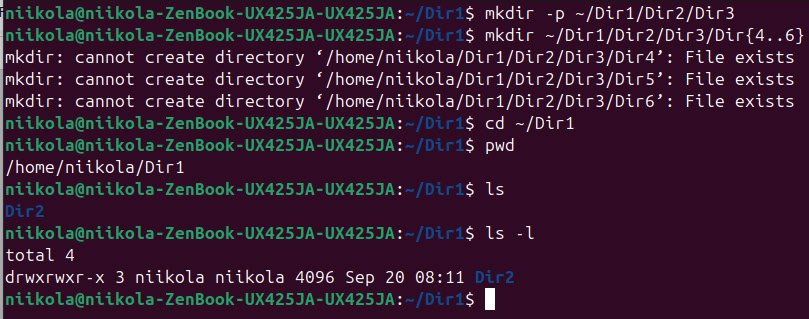 niikola@niikola-ZenBook-UX425JA-UX425JA:~/Dir1$ mkdir -p ~/Dir1/Dir2/Dir3
niikola@niikola-ZenBook-UX425JA-UX425JA:~/Dir1$ mkdir ~/Dir1/Dir2/Dir3/Dir{4..6}
mkdir: cannot create directory ‘/home/niikola/Dir1/Dir2/Dir3/Dir4’: File exists
mkdir: cannot create directory ‘/home/niikola/Dir1/Dir2/Dir3/Dir5’: File exists
mkdir: cannot create directory ‘/home/niikola/Dir1/Dir2/Dir3/Dir6’: File exists
niikola@niikola-ZenBook-UX425JA-UX425JA:~/Dir1$ cd ~/Dir1
niikola@niikola-ZenBook-UX425JA-UX425JA:~/Dir1$ pwd
/home/niikola/Dir1
niikola@niikola-ZenBook-UX425JA-UX425JA:~/Dir1$ ls
Dir2
niikola@niikola-ZenBook-UX425JA-UX425JA:~/Dir1$ ls -l
total 4
drwxrwxr-x 3 niikola niikola 4096 Sep 20 08:11 Dir2
niikola@niikola-ZenBook-UX425JA-UX425JA:~/Dir1$